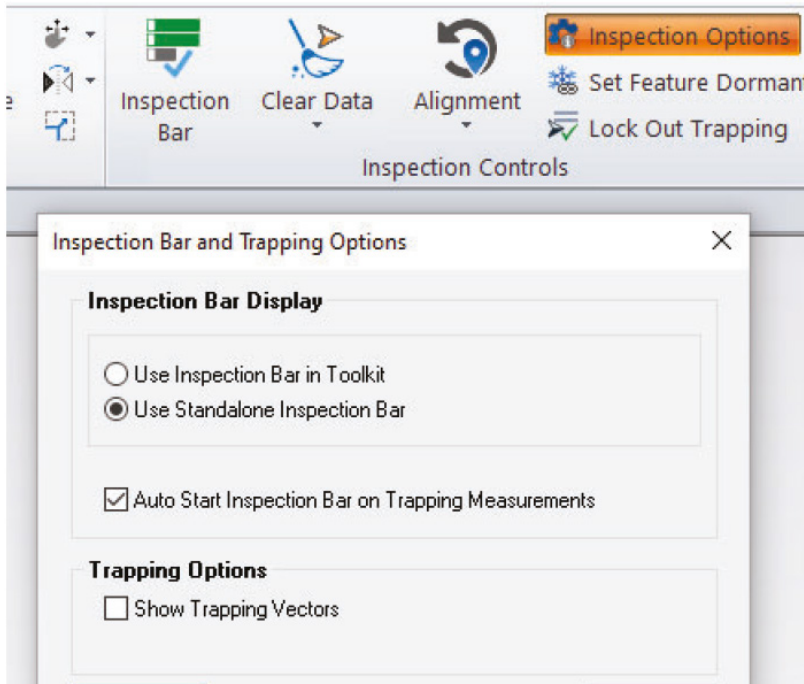 e
Inspection Bar
Clear Data
Alignment
Inspection Options
Set Feature Dorman
Lock Out Trapping
Inspection Controls
Inspection Bar and Trapping Options
Inspection Bar Display
Use Inspection Bar in Toolkit
Use Standalone Inspection Bar
Auto Start Inspection Bar on Trapping Measurements
Trapping Options
Show Trapping Vectors